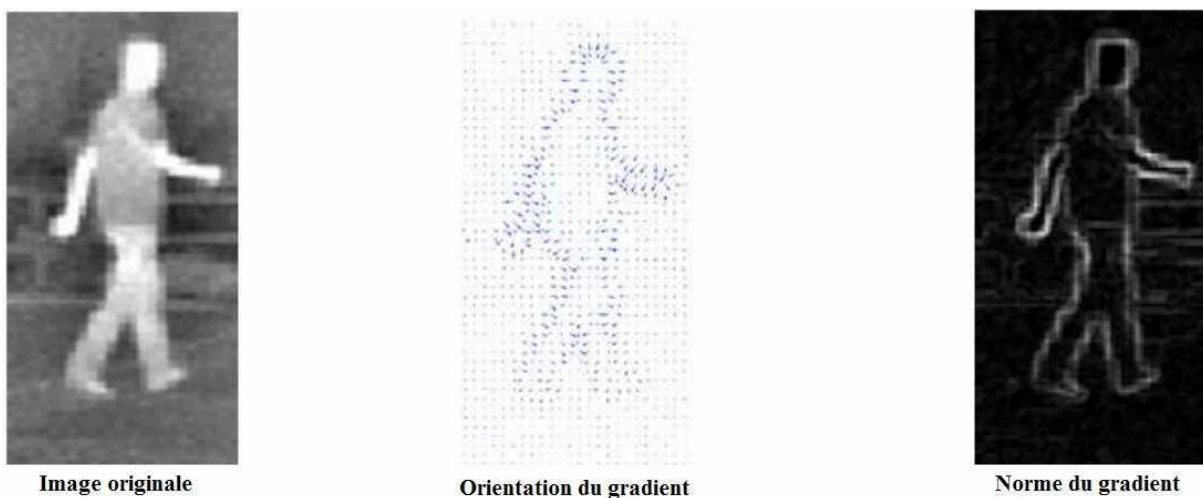 Image originale
Orientation du gradient
Norme du gradient